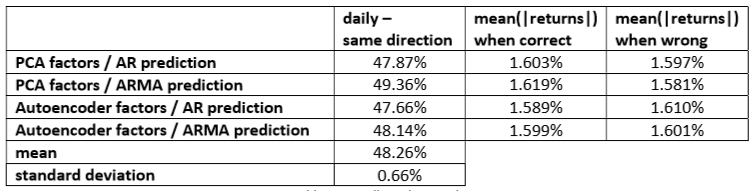 daily – mean(|returns|) mean(|returns|)
same direction when correct when wrong
PCA factors / AR prediction 47.87% 1.603% 1.597%
PCA factors / ARMA prediction 49.36% 1.619% 1.581%
Autoencoder factors / AR prediction 47.66% 1.589% 1.610%
Autoencoder factors / ARMA prediction 48.14% 1.599% 1.601%
mean 48.26%
standard deviation 0.66%